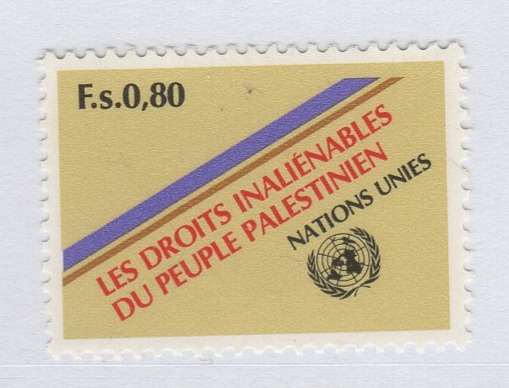 F.s.0,80
LES DROITS INALIÉNABLES
DU PEUPLE PALESTINIEN
NATIONS UNIES